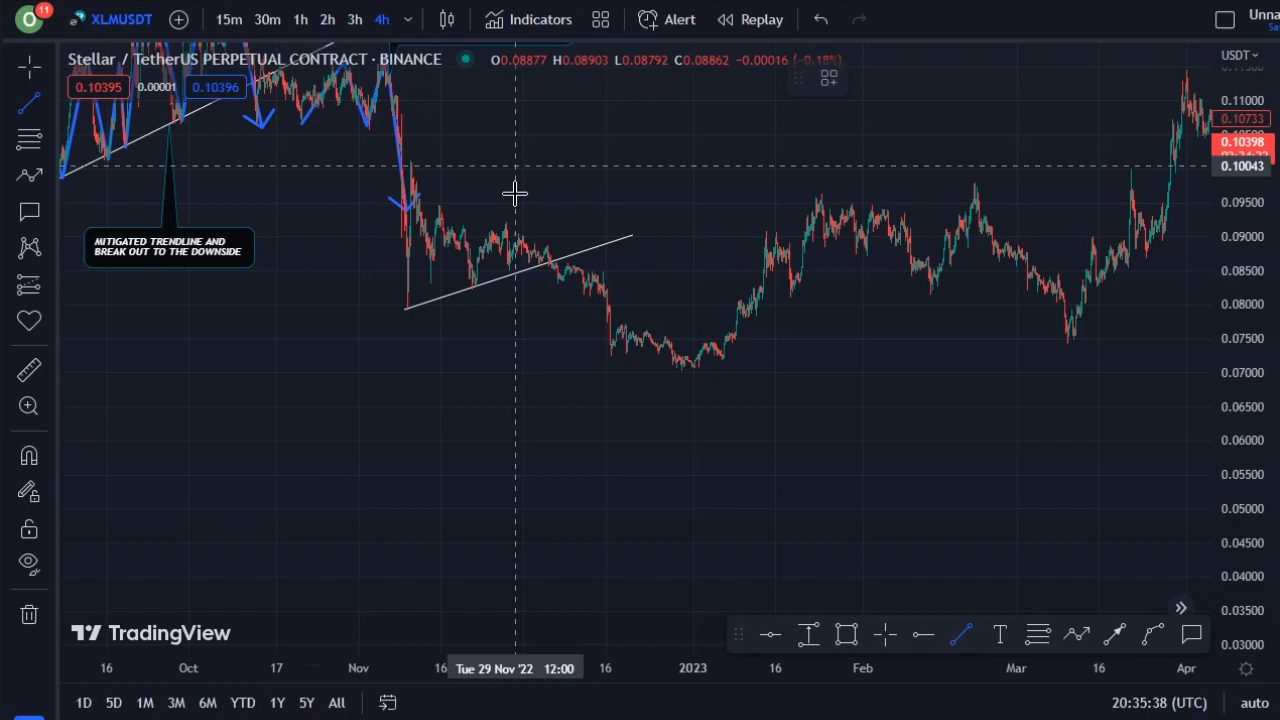 O 11 XLMUSDT 15m 30m 1h 2h 3h 4h Indicators Alert Replay Unna
Stellar / TetherUS PERPETUAL CONTRACT · BINANCE O0.08877 H0.08903 L0.08792 C0.08862 −0.00016 (−0.18%) USDT
0.10395 0.00001 0.10396
0.11000
0.10733
0.10398
0.10043
0.09500
MITIGATED TRENDLINE AND
BREAK OUT TO THE DOWNSIDE
0.09000
0.08500
0.08000
0.07500
0.07000
0.06500
0.06000
0.05500
0.05000
0.04500
0.04000
0.03500
0.03000
TradingView
16 Oct 17 Nov 16 Tue 29 Nov '22 12:00 16 2023 16 Feb Mar 16 Apr
1D 5D 1M 3M 6M YTD 1Y 5Y All 20:35:38 (UTC) auto